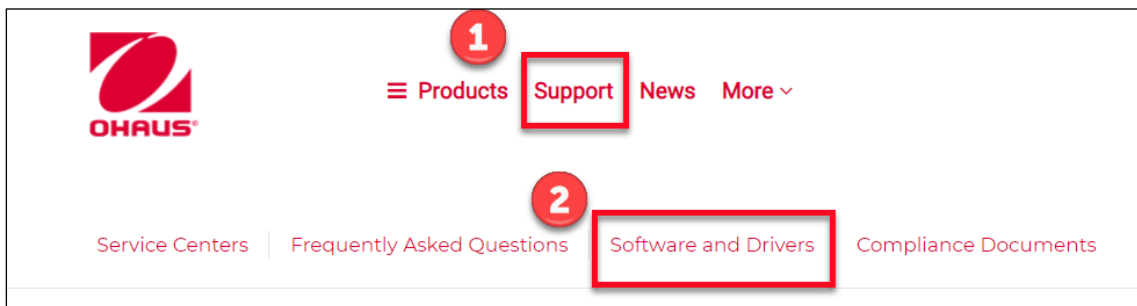 1
≡ Products Support News More
OHAUS®
2
Service Centers Frequently Asked Questions Software and Drivers Compliance Documents